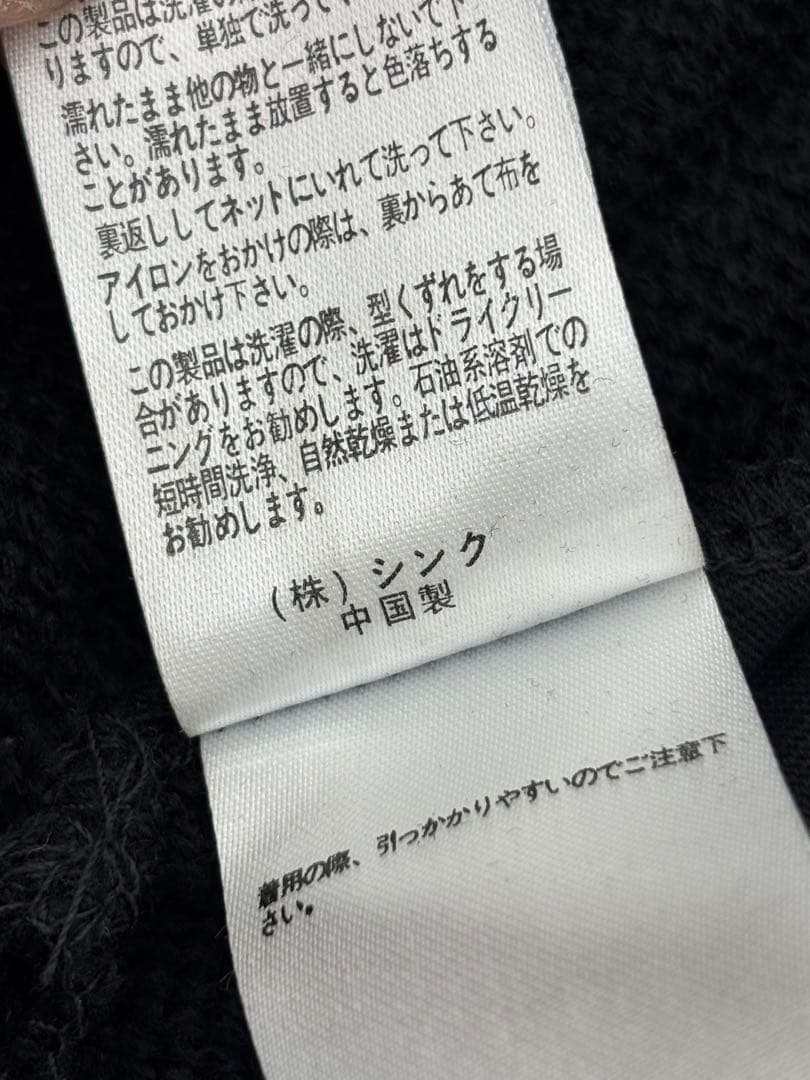 この製品は洗濯の
りますので、単独で洗って
濡れたまま他の物と一緒にしないで下
さい。濡れたまま放置すると色落ちする
ことがあります。
裏返ししてネットにいれて洗って下さい。
アイロンをおかけの際は、裏からあて布を
しておかけ下さい。
この製品は洗濯の際、型くずれをする場
合がありますので、洗濯はドライクリー
ニングをお勧めします。石油系溶剤での
短時間洗浄、自然乾燥または低温乾燥を
お勧めします。
(株)シンク
中国製
着用の際、引っかかりやすいのでご注意下
さい。